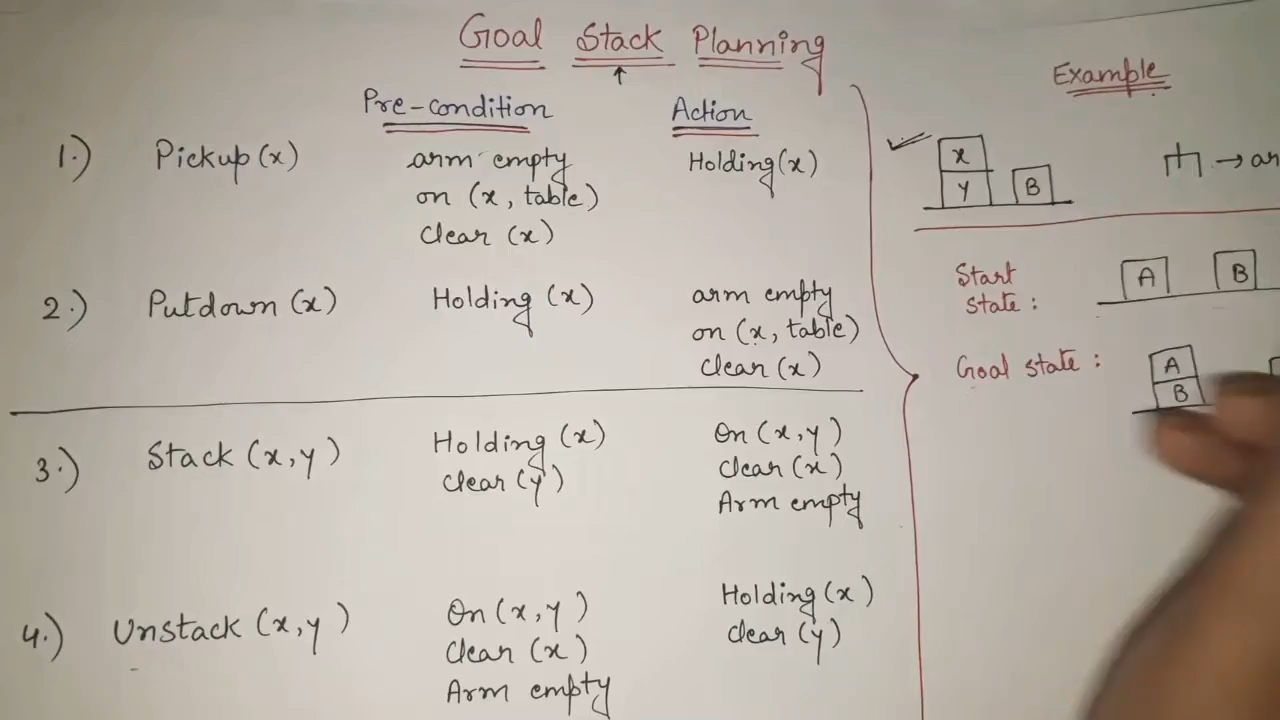 Goal Stack Planning
Pre-condition Action
1.) Pickup(x) arm empty Holding(x)
on (x, table)
clear (x)
2.) Putdown (x) Holding (x) arm empty
on (x, table)
clear (x)
3.) Stack (x,y) Holding (x) On (x,y)
clear (y) clear (x)
Arm empty
4.) Unstack (x,y) On (x,y) Holding (x)
clear (x) clear (y)
Arm empty
Example
x
y B → 
Start A B
state :
Goal state : A
B